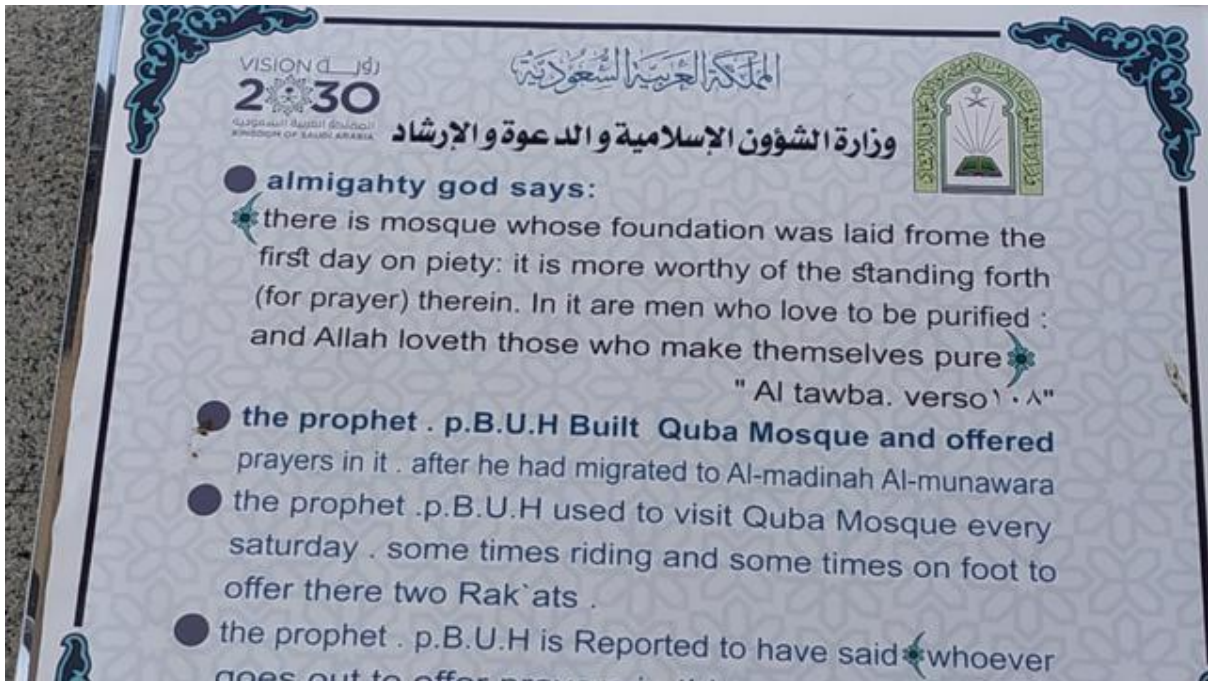 VISION رؤيـــة
2030
المملكة العربية السعودية
KINGDOM OF SAUDI ARABIA
المملكة العربية السعودية
وزارة الشؤون الإسلامية والدعوة والإرشاد
almigahty god says:
there is mosque whose foundation was laid frome the
first day on piety: it is more worthy of the standing forth
(for prayer) therein. In it are men who love to be purified :
and Allah loveth those who make themselves pure
" Al tawba. verso١٠٨"
the prophet . p.B.U.H Built Quba Mosque and offered
prayers in it . after he had migrated to Al-madinah Al-munawara
the prophet .p.B.U.H used to visit Quba Mosque every
saturday . some times riding and some times on foot to
offer there two Rak`ats .
the prophet . p.B.U.H is Reported to have said whoever
goes out to offer